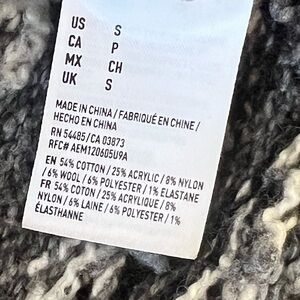 US S
CA P
MX CH
UK S
MADE IN CHINA / FABRIQUÉ EN CHINE /
HECHO EN CHINA
RN 54485/CA 03873
RFC# AEM120605U9A
EN 54% COTTON / 25% ACRYLIC / 8% NYLON
/ 6% WOOL / 6% POLYESTER / 1% ELASTANE
FR 54% COTON / 25% ACRYLIQUE / 8%
NYLON / 6% LAINE / 6% POLYESTER / 1%
ÉLASTHANNE